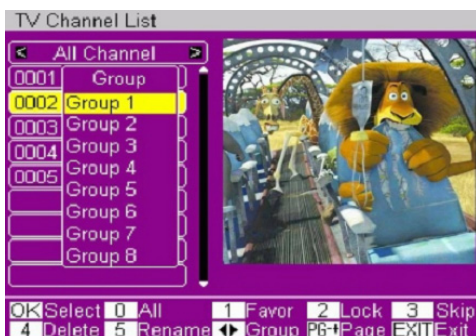 TV Channel List
All Channel
0001 Group
0002 Group 1
0003 Group 2
0004 Group 3
0005 Group 4
Group 5
Group 6
Group 7
Group 8
OK Select 0 All 1 Favor 2 Lock 3 Skip
4 Delete 5 Rename Group PG-+ Page EXIT Exit